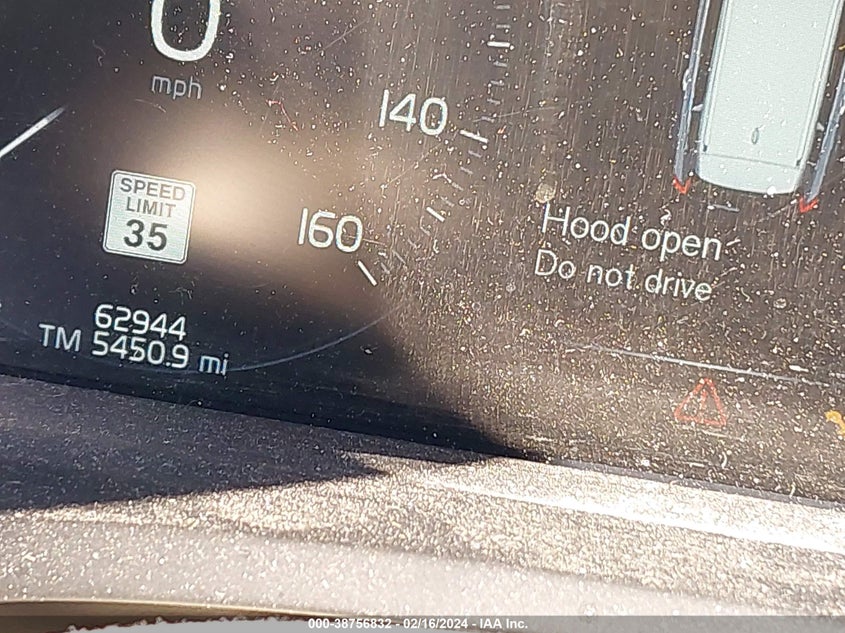 0
mph
140
SPEED
LIMIT
35
160
Hood open
Do not drive
62944
TM 5450.9 mi
000-38756832 - 02/16/2024 - IAA Inc.